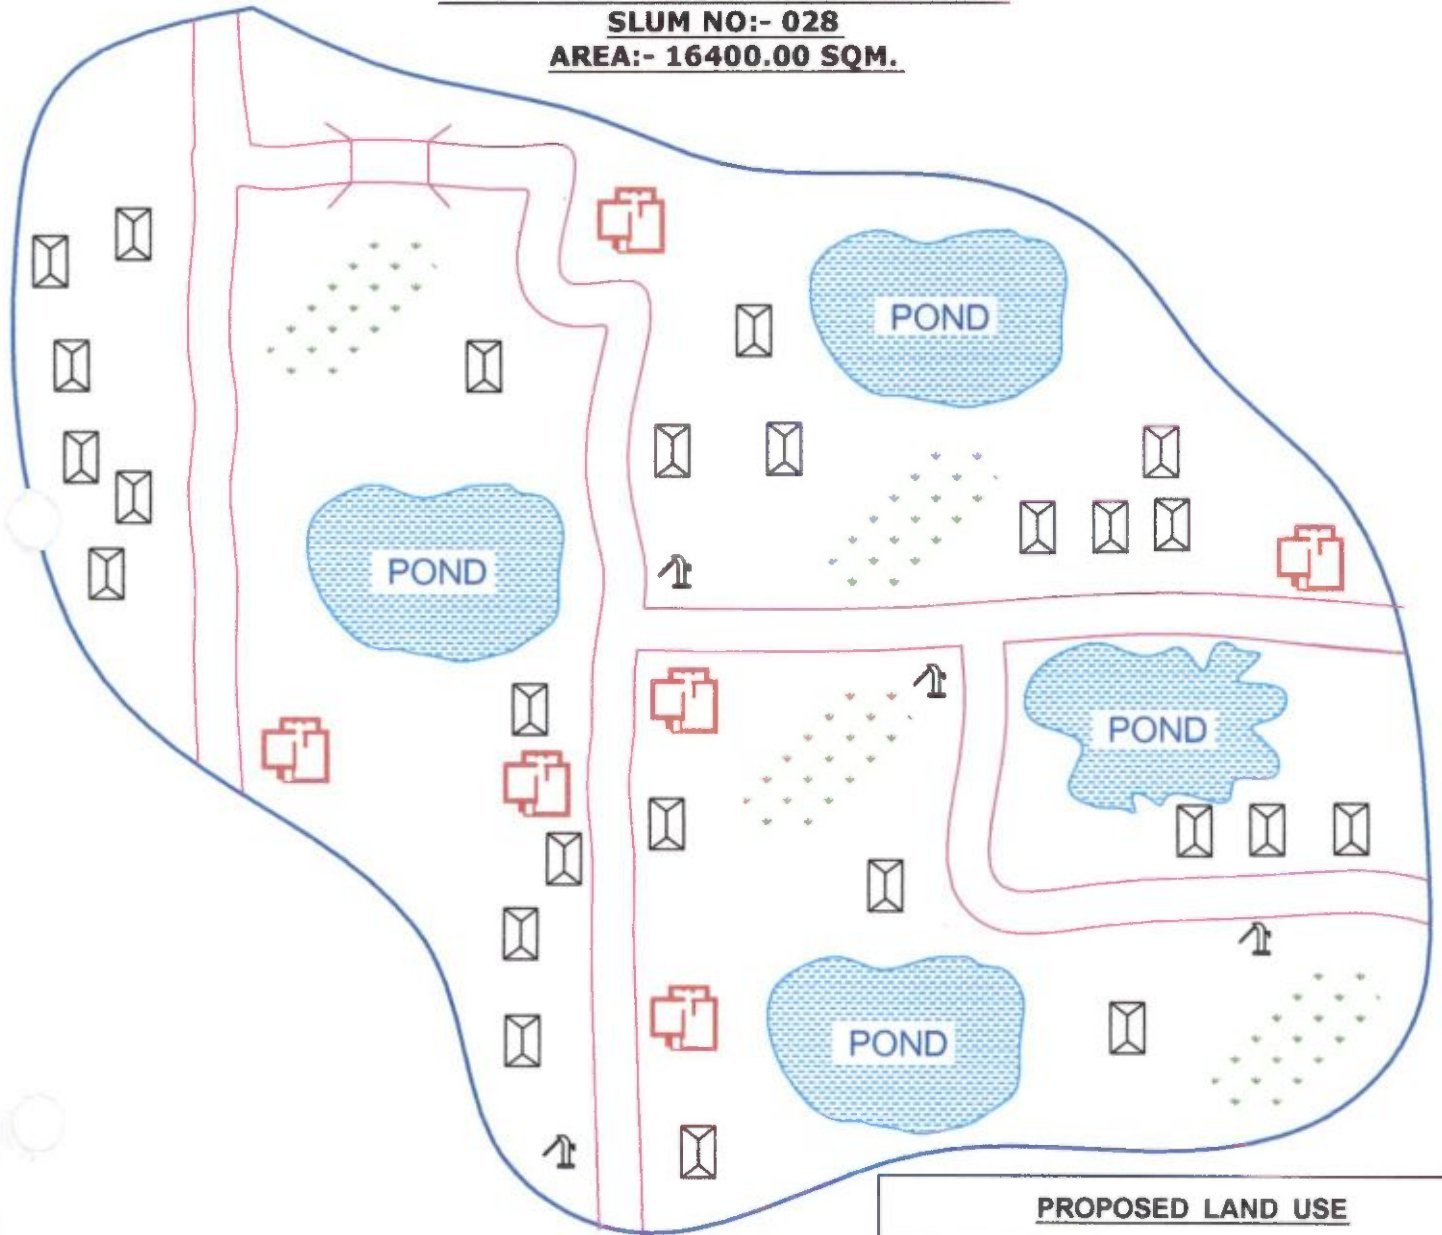 SLUM NO:- 028
AREA:- 16400.00 SQM.
POND
POND
POND
POND
PROPOSED LAND USE